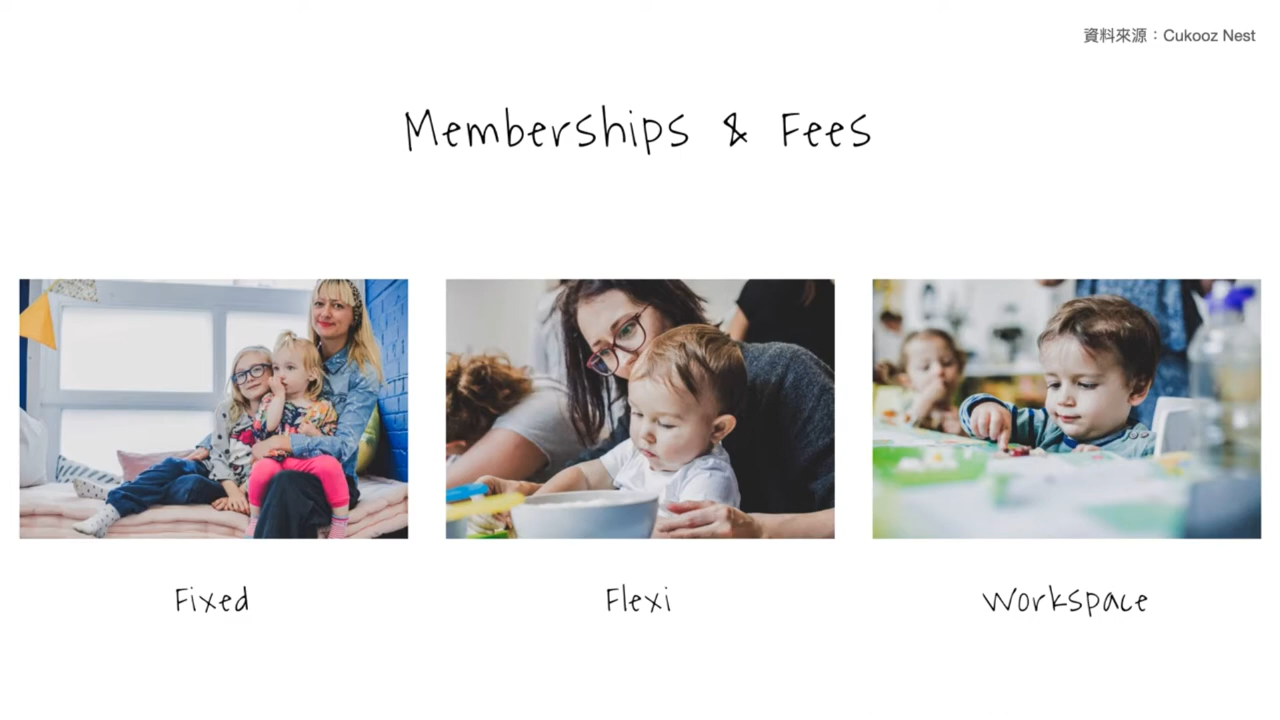 資料來源：Cukooz Nest
Memberships & Fees
Fixed
Flexi
Workspace